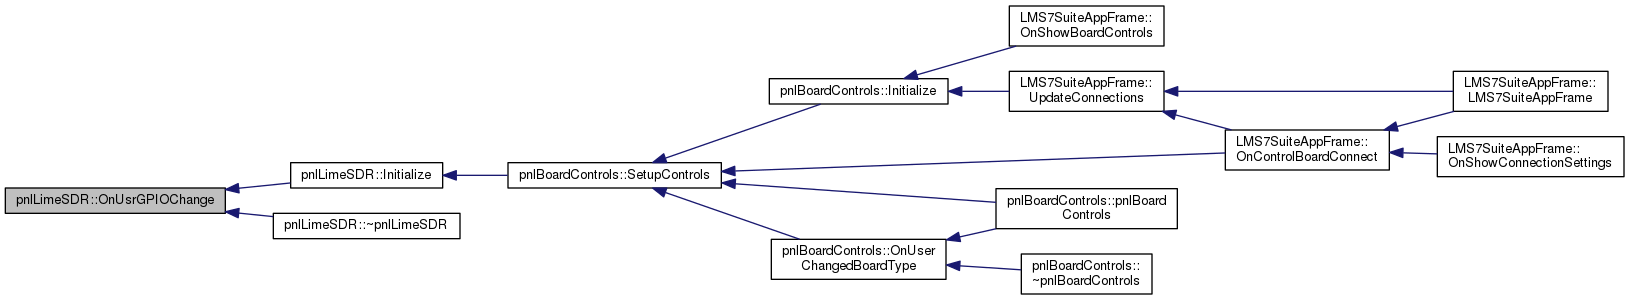 pnlLimeSDR::OnUsrGPIOChange
pnlLimeSDR::Initialize
pnlLimeSDR::~pnlLimeSDR
pnlBoardControls::SetupControls
pnlBoardControls::Initialize
LMS7SuiteAppFrame::
OnShowBoardControls
LMS7SuiteAppFrame::
UpdateConnections
LMS7SuiteAppFrame::
LMS7SuiteAppFrame
LMS7SuiteAppFrame::
OnControlBoardConnect
LMS7SuiteAppFrame::
OnShowConnectionSettings
pnlBoardControls::pnlBoard
Controls
pnlBoardControls::OnUser
ChangedBoardType
pnlBoardControls::
~pnlBoardControls